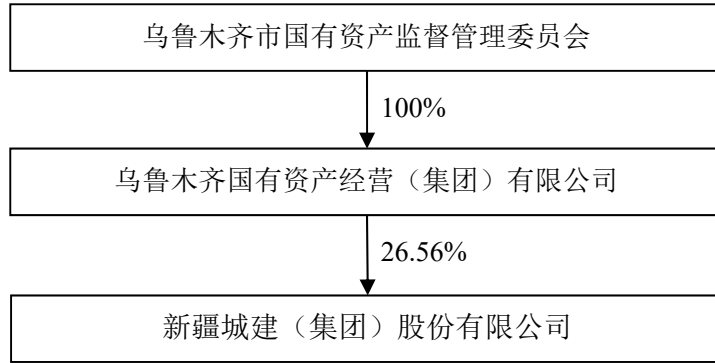 乌鲁木齐市国有资产监督管理委员会
100%
乌鲁木齐国有资产经营（集团）有限公司
26.56%
新疆城建（集团）股份有限公司